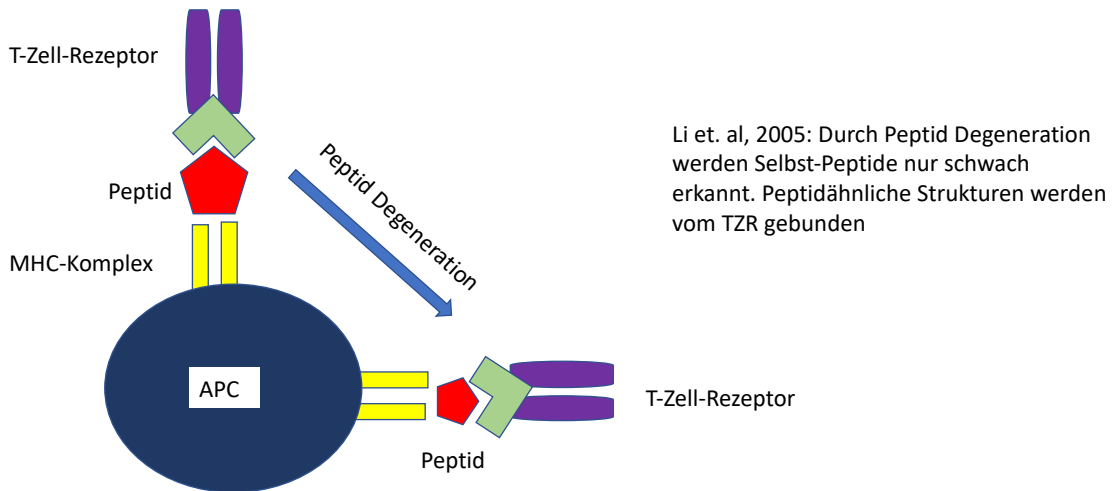 T-Zell-Rezeptor
Peptid
MHC-Komplex
APC
Peptid Degeneration
Peptid
T-Zell-Rezeptor
Li et. al, 2005: Durch Peptid Degeneration
werden Selbst-Peptide nur schwach
erkannt. Peptidähnliche Strukturen werden
vom TZR gebunden